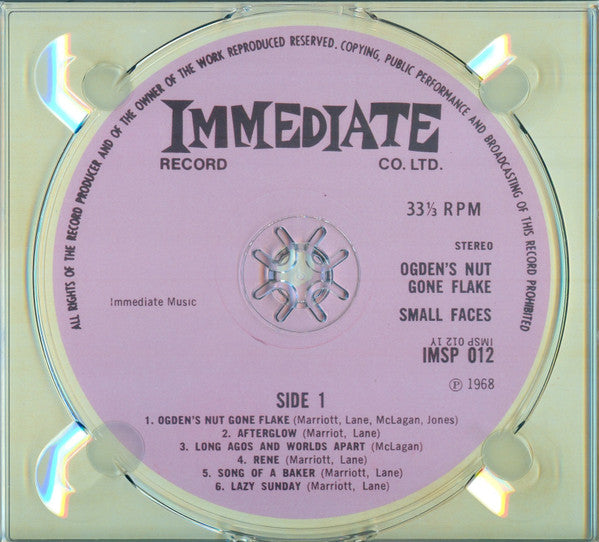 ALL RIGHTS OF THE RECORD PRODUCER AND OF THE OWNER OF THE WORK REPRODUCED RESERVED. COPYING, PUBLIC PERFORMANCE AND BROADCASTING OF THIS RECORD PROHIBITED
IMMEDIATE
RECORD CO. LTD.
33⅓ RPM
STEREO
OGDEN'S NUT
GONE FLAKE
Immediate Music
SMALL FACES
IMSP 012 1Y
IMSP 012
Ⓟ 1968
SIDE 1
1. OGDEN'S NUT GONE FLAKE (Marriott, Lane, McLagan, Jones)
2. AFTERGLOW (Marriot, Lane)
3. LONG AGOS AND WORLDS APART (McLagan)
4. RENE (Marriott, Lane)
5. SONG OF A BAKER (Marriott, Lane)
6. LAZY SUNDAY (Marriott, Lane)